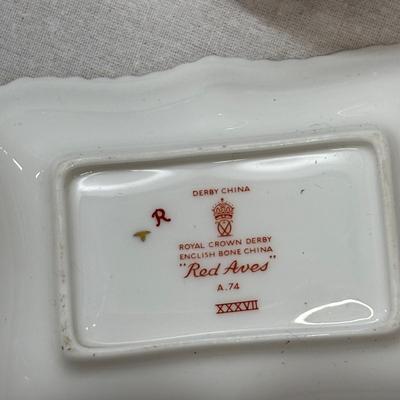 DERBY CHINA
R
ROYAL CROWN DERBY
ENGLISH BONE CHINA
"Red Aves"
A.74
XXXVII